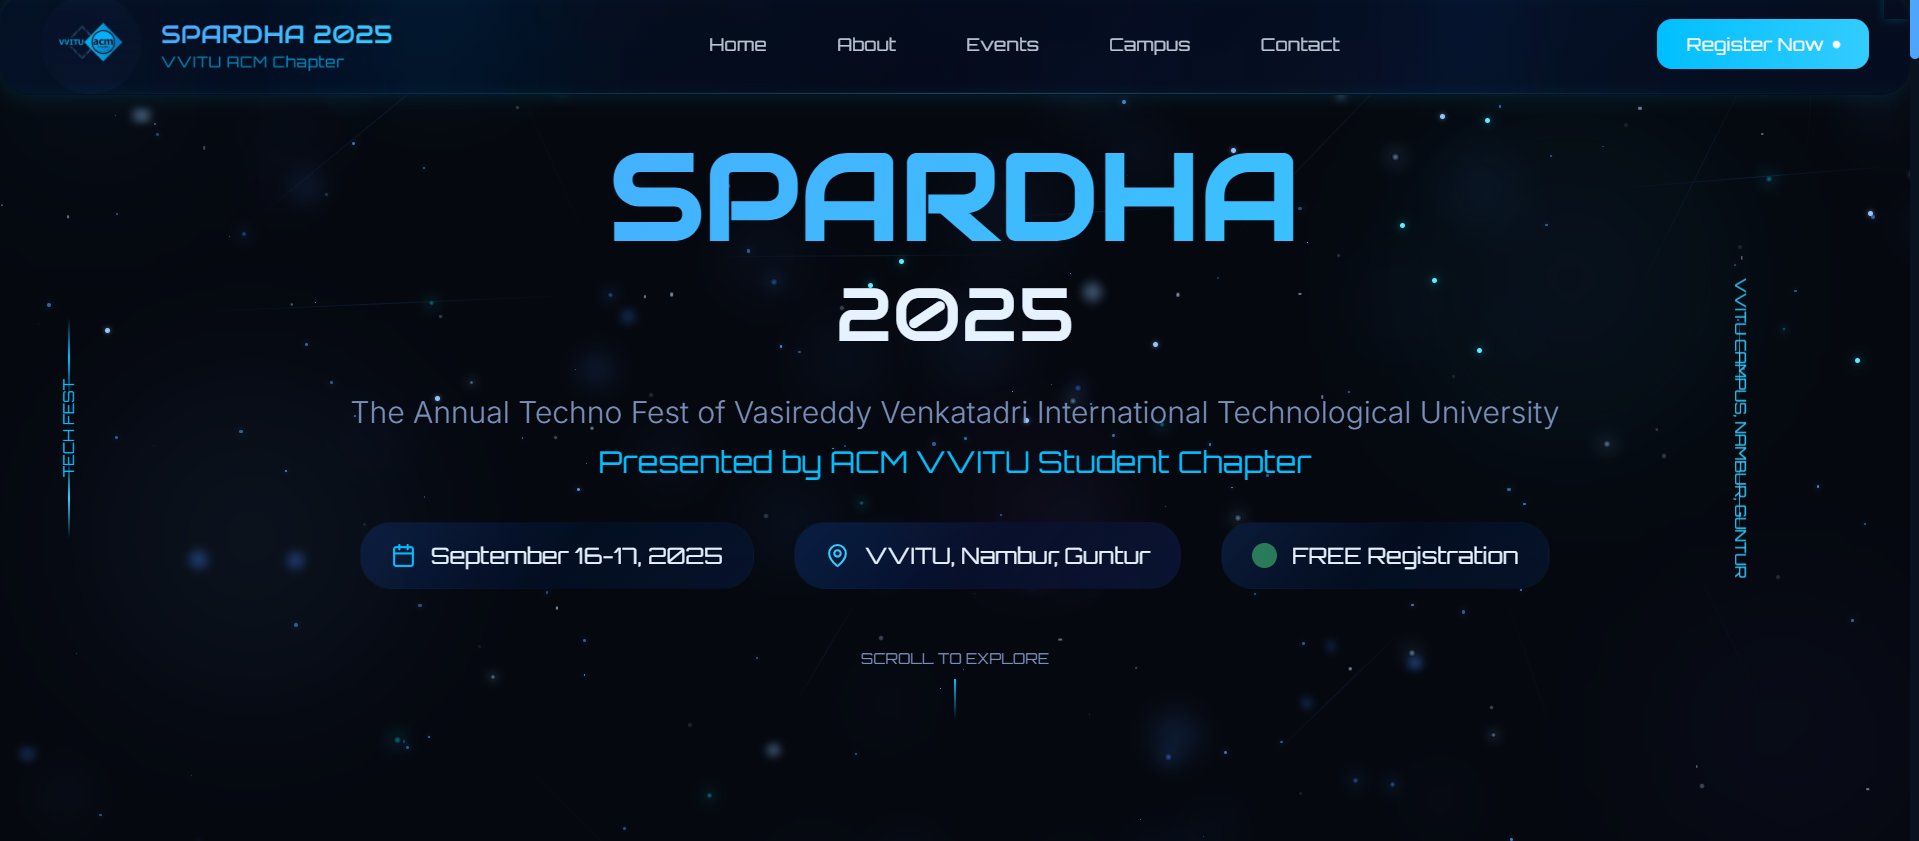 VVITU acm
SPARDHA 2025
VVITU ACM Chapter
Home
About
Events
Campus
Contact
Register Now
SPARDHA
2025
The Annual Techno Fest of Vasireddy Venkatadri International Technological University
Presented by ACM VVITU Student Chapter
TECH FEST
VVITU CAMPUS, NAMBUR, GUNTUR
September 16-17, 2025
VVITU, Nambur, Guntur
FREE Registration
SCROLL TO EXPLORE